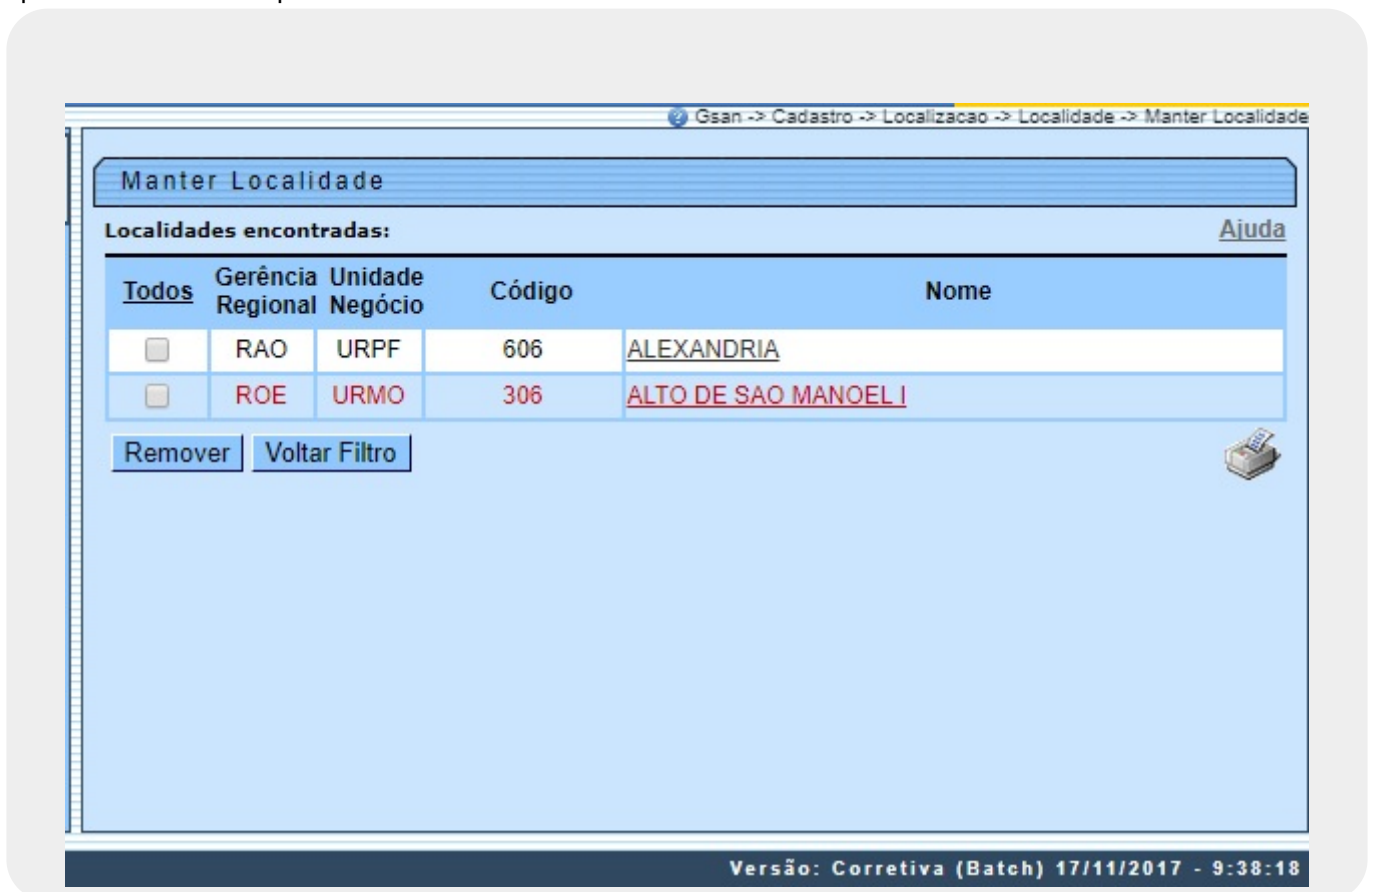 Gsan -> Cadastro -> Localizacao -> Localidade -> Manter Localidade
Manter Localidade
Localidades encontradas: Ajuda
Todos Gerência Regional Unidade Negócio Código Nome
RAO URPF 606 ALEXANDRIA
ROE URMO 306 ALTO DE SAO MANOEL I
Remover Voltar Filtro
Versão: Corretiva (Batch) 17/11/2017 - 9:38:18